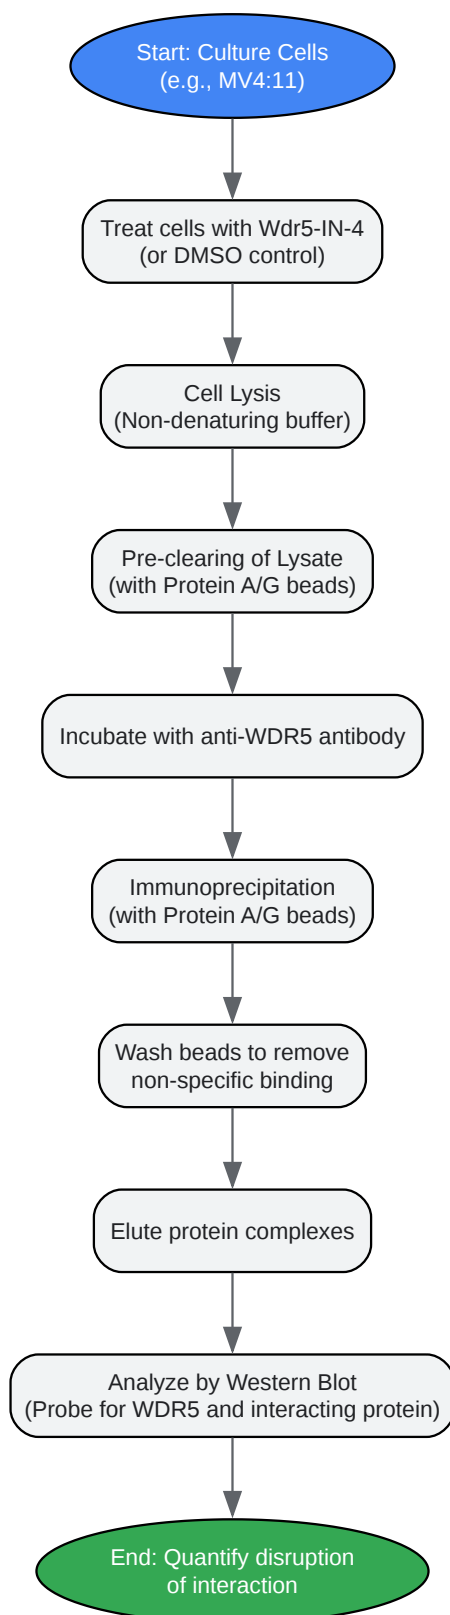 Start: Culture Cells
(e.g., MV4:11)
Treat cells with Wdr5-IN-4
(or DMSO control)
Cell Lysis
(Non-denaturing buffer)
Pre-clearing of Lysate
(with Protein A/G beads)
Incubate with anti-WDR5 antibody
Immunoprecipitation
(with Protein A/G beads)
Wash beads to remove
non-specific binding
Elute protein complexes
Analyze by Western Blot
(Probe for WDR5 and interacting protein)
End: Quantify disruption
of interaction